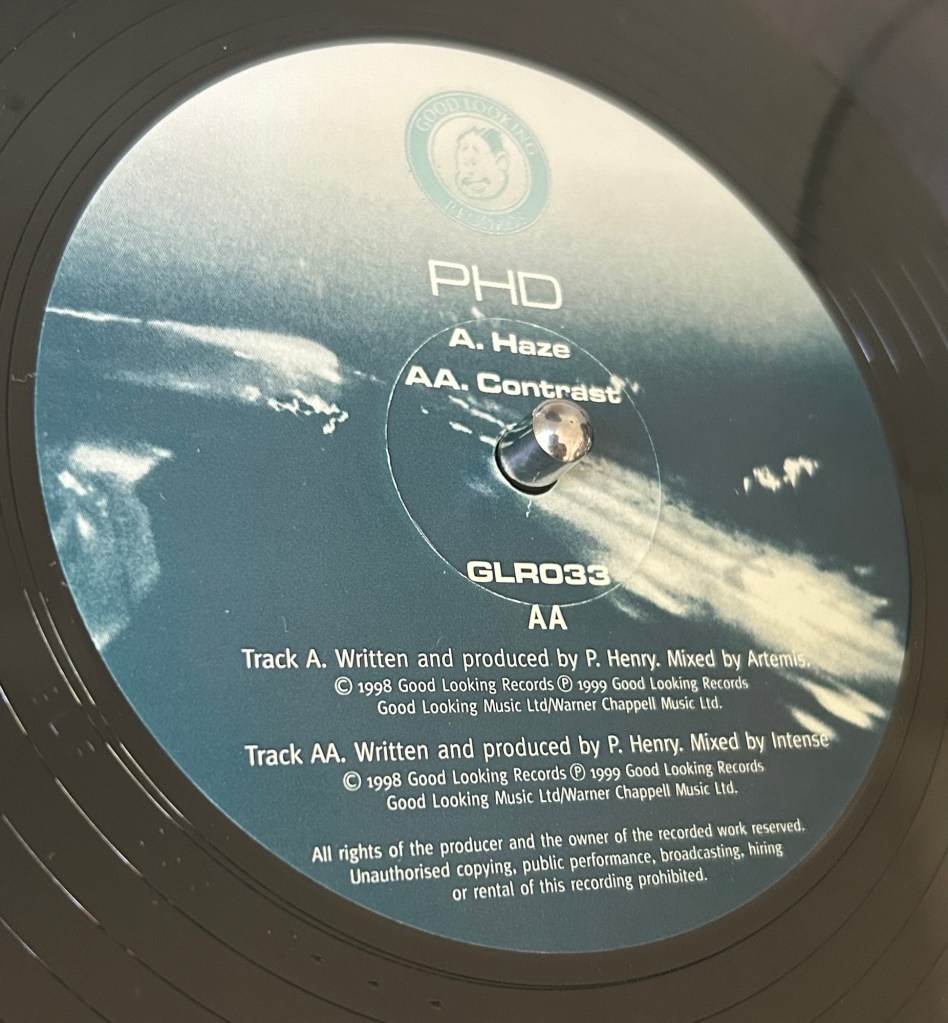 GOOD LOOKING
RECORDS
PHD
A. Haze
AA. Contrast
GLR033
AA
Track A. Written and produced by P. Henry. Mixed by Artemis.
© 1998 Good Looking Records ℗ 1999 Good Looking Records
Good Looking Music Ltd/Warner Chappell Music Ltd.
Track AA. Written and produced by P. Henry. Mixed by Intense
© 1998 Good Looking Records ℗ 1999 Good Looking Records
Good Looking Music Ltd/Warner Chappell Music Ltd.
All rights of the producer and the owner of the recorded work reserved.
Unauthorised copying, public performance, broadcasting, hiring
or rental of this recording prohibited.